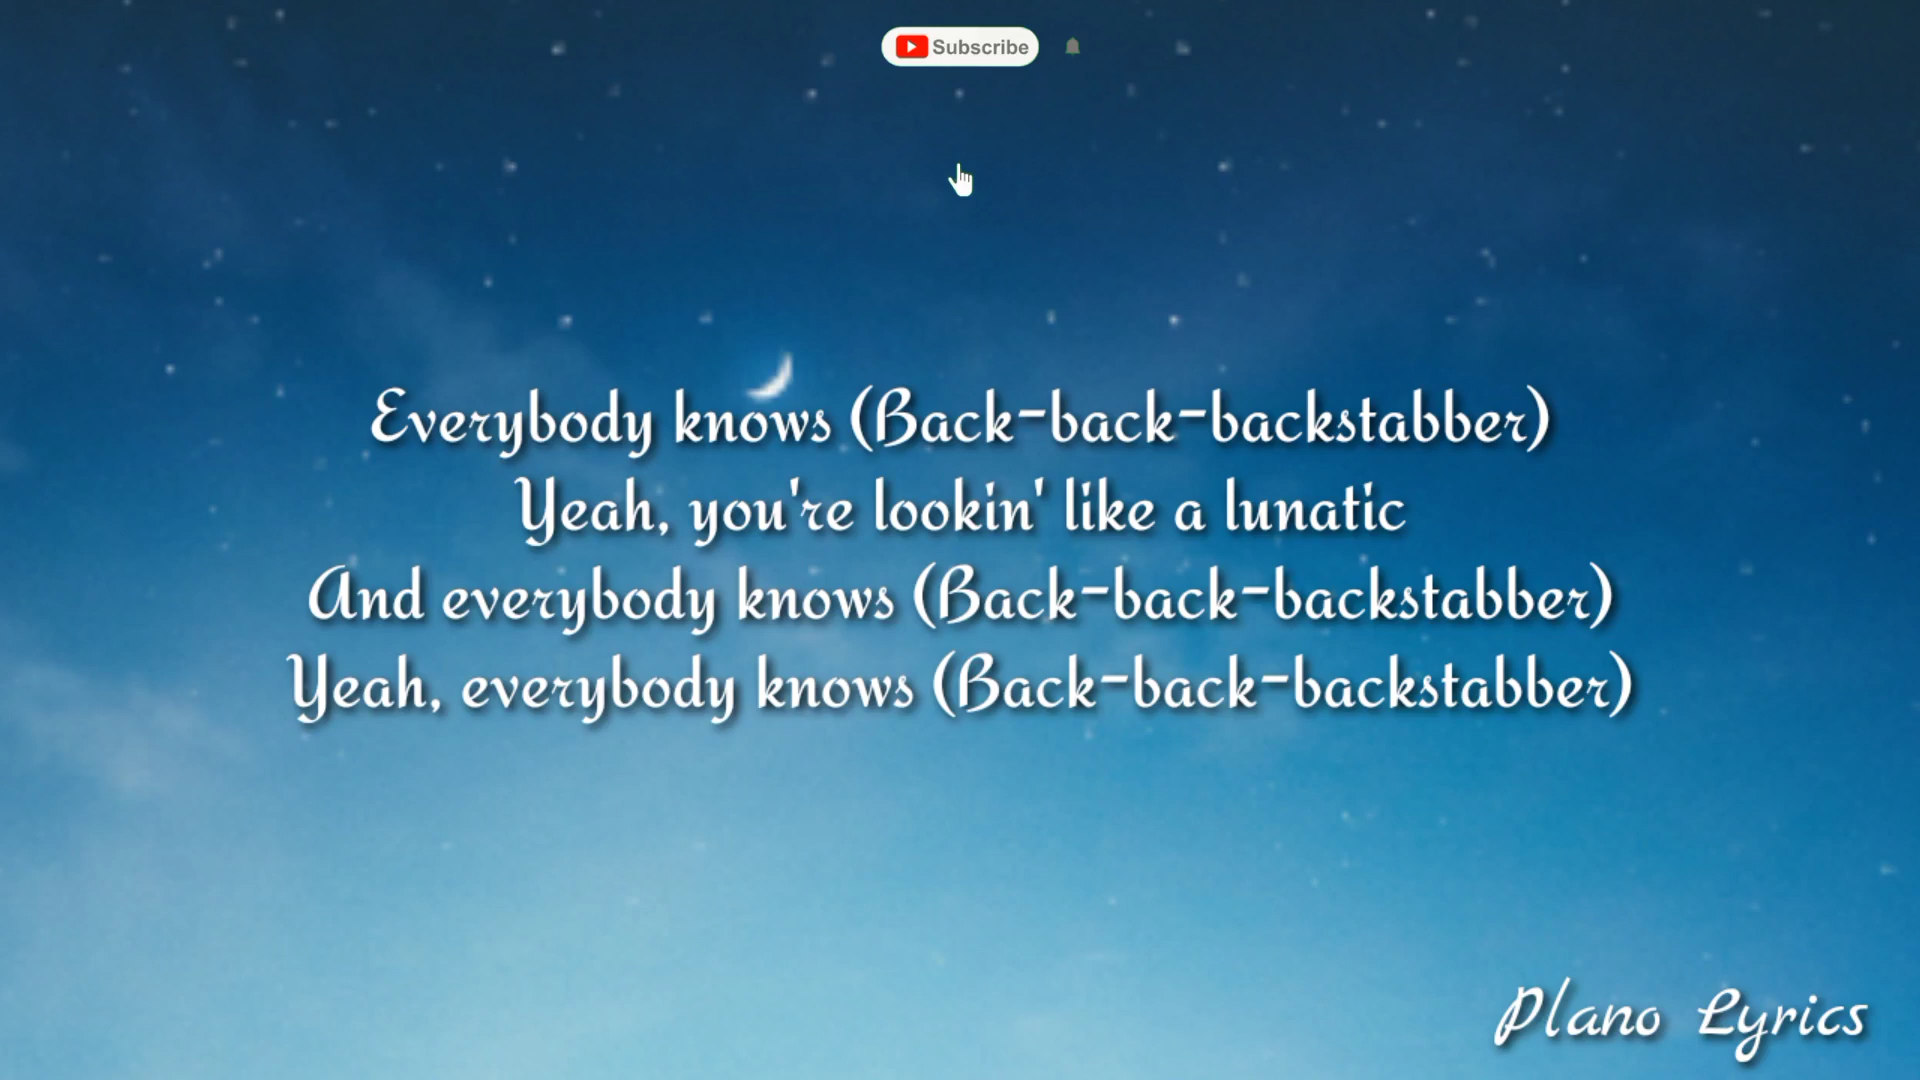 Subscribe
Everybody knows (Back-back-backstabber)
Yeah, you're lookin' like a lunatic
And everybody knows (Back-back-backstabber)
Yeah, everybody knows (Back-back-backstabber)
Plano Lyrics